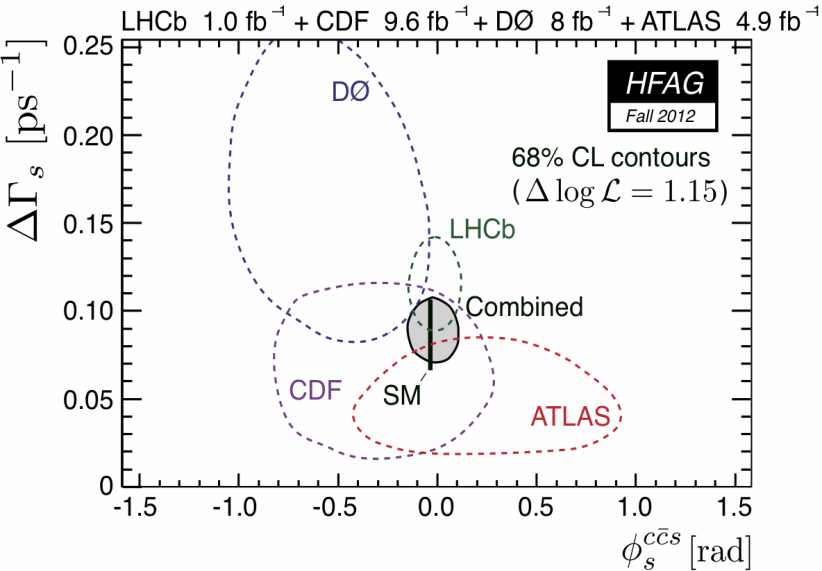 LHCb 1.0 fb⁻¹ + CDF 9.6 fb⁻¹ + DØ 8 fb⁻¹ + ATLAS 4.9 fb⁻¹
ΔΓₛ [ps⁻¹]
0.25
0.20
0.15
0.10
0.05
0
DØ
HFAG
Fall 2012
68% CL contours
(Δ log ℒ = 1.15)
LHCb
Combined
CDF
SM
ATLAS
-1.5 -1.0 -0.5 0.0 0.5 1.0 1.5
ϕₛ^{cc̄s} [rad]